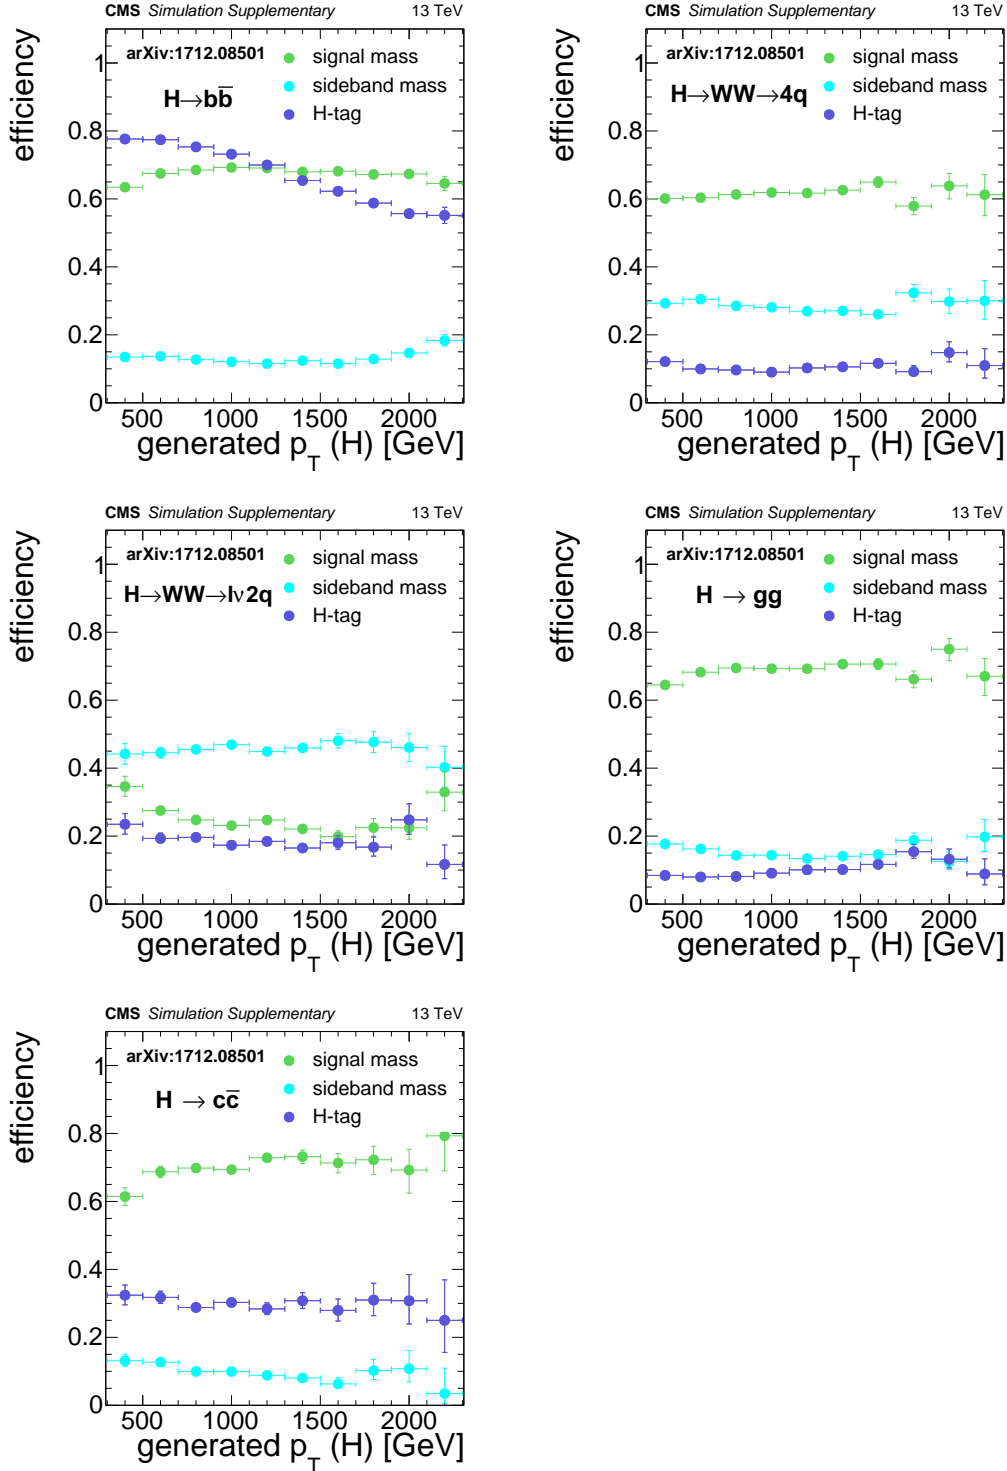 CMS Simulation Supplementary 13 TeV
arXiv:1712.08501
H→bb̅
signal mass
sideband mass
H-tag
efficiency
1
0.8
0.6
0.4
0.2
0
500 1000 1500 2000
generated p_T (H) [GeV]
CMS Simulation Supplementary 13 TeV
arXiv:1712.08501
H→WW→4q
signal mass
sideband mass
H-tag
efficiency
1
0.8
0.6
0.4
0.2
0
500 1000 1500 2000
generated p_T (H) [GeV]
CMS Simulation Supplementary 13 TeV
arXiv:1712.08501
H→WW→lν2q
signal mass
sideband mass
H-tag
efficiency
1
0.8
0.6
0.4
0.2
0
500 1000 1500 2000
generated p_T (H) [GeV]
CMS Simulation Supplementary 13 TeV
arXiv:1712.08501
H → gg
signal mass
sideband mass
H-tag
efficiency
1
0.8
0.6
0.4
0.2
0
500 1000 1500 2000
generated p_T (H) [GeV]
CMS Simulation Supplementary 13 TeV
arXiv:1712.08501
H → cc̅
signal mass
sideband mass
H-tag
efficiency
1
0.8
0.6
0.4
0.2
0
500 1000 1500 2000
generated p_T (H) [GeV]